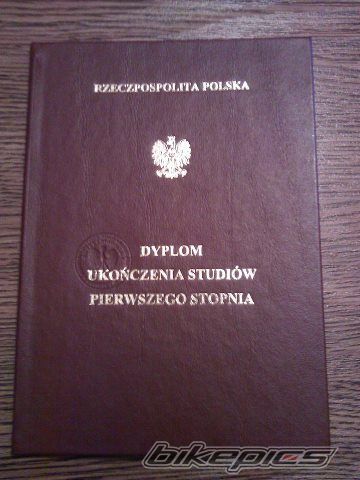 RZECZPOSPOLITA POLSKA
DYPLOM
UKOŃCZENIA STUDIÓW
PIERWSZEGO STOPNIA
bikepics